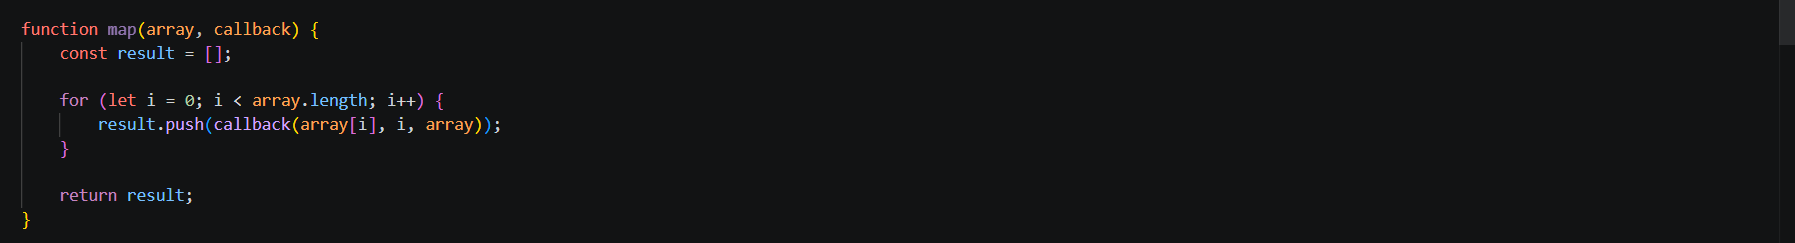 function map(array, callback) {
    const result = [];

    for (let i = 0; i < array.length; i++) {
        result.push(callback(array[i], i, array));
    }

    return result;
}